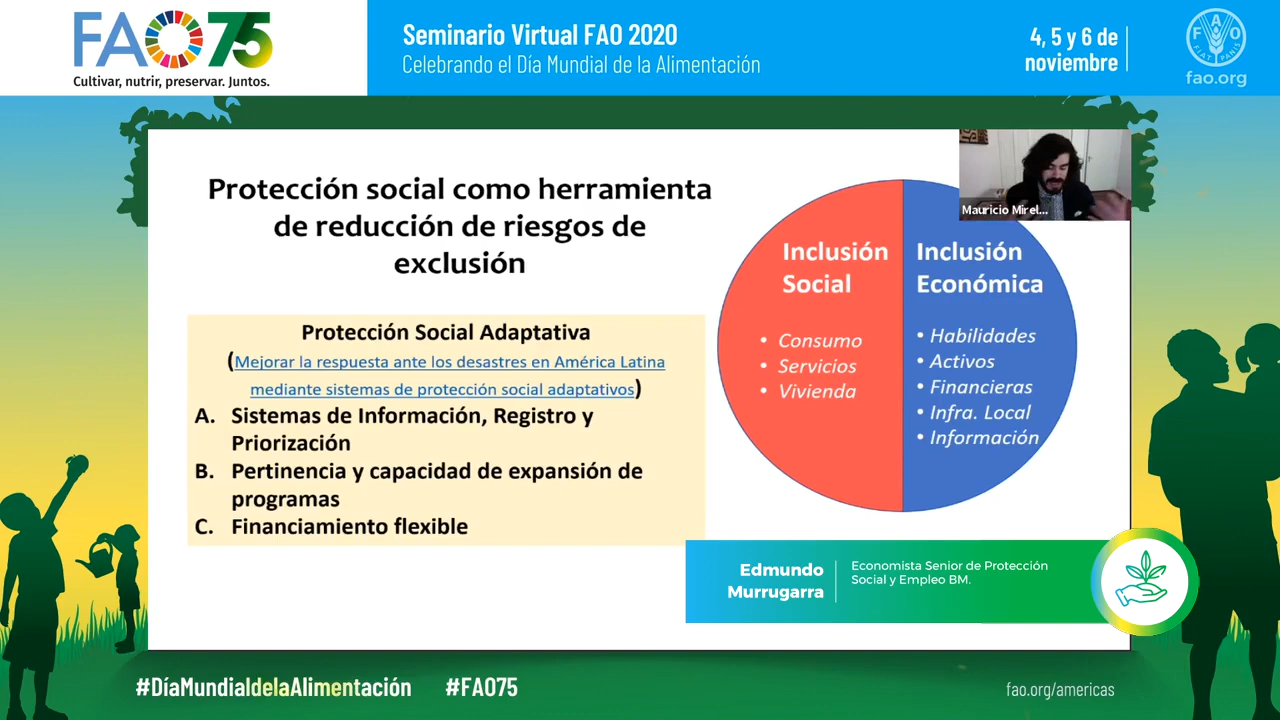 FAO75
Cultivar, nutrir, preservar. Juntos.
Seminario Virtual FAO 2020
Celebrando el Día Mundial de la Alimentación
4, 5 y 6 de
noviembre
FAO
FIAT PANIS
fao.org
Protección social como herramienta
de reducción de riesgos de
exclusión
Mauricio Mirel...
Inclusión
Social
• Consumo
• Servicios
• Vivienda
Inclusión
Económica
• Habilidades
• Activos
• Financieras
• Infra. Local
• Información
Protección Social Adaptativa
(Mejorar la respuesta ante los desastres en América Latina
mediante sistemas de protección social adaptativos)
A. Sistemas de Información, Registro y
Priorización
B. Pertinencia y capacidad de expansión de
programas
C. Financiamiento flexible
Edmundo
Murrugarra
Economista Senior de Protección
Social y Empleo BM.
#DíaMundialdelaAlimentación
#FAO75
fao.org/americas